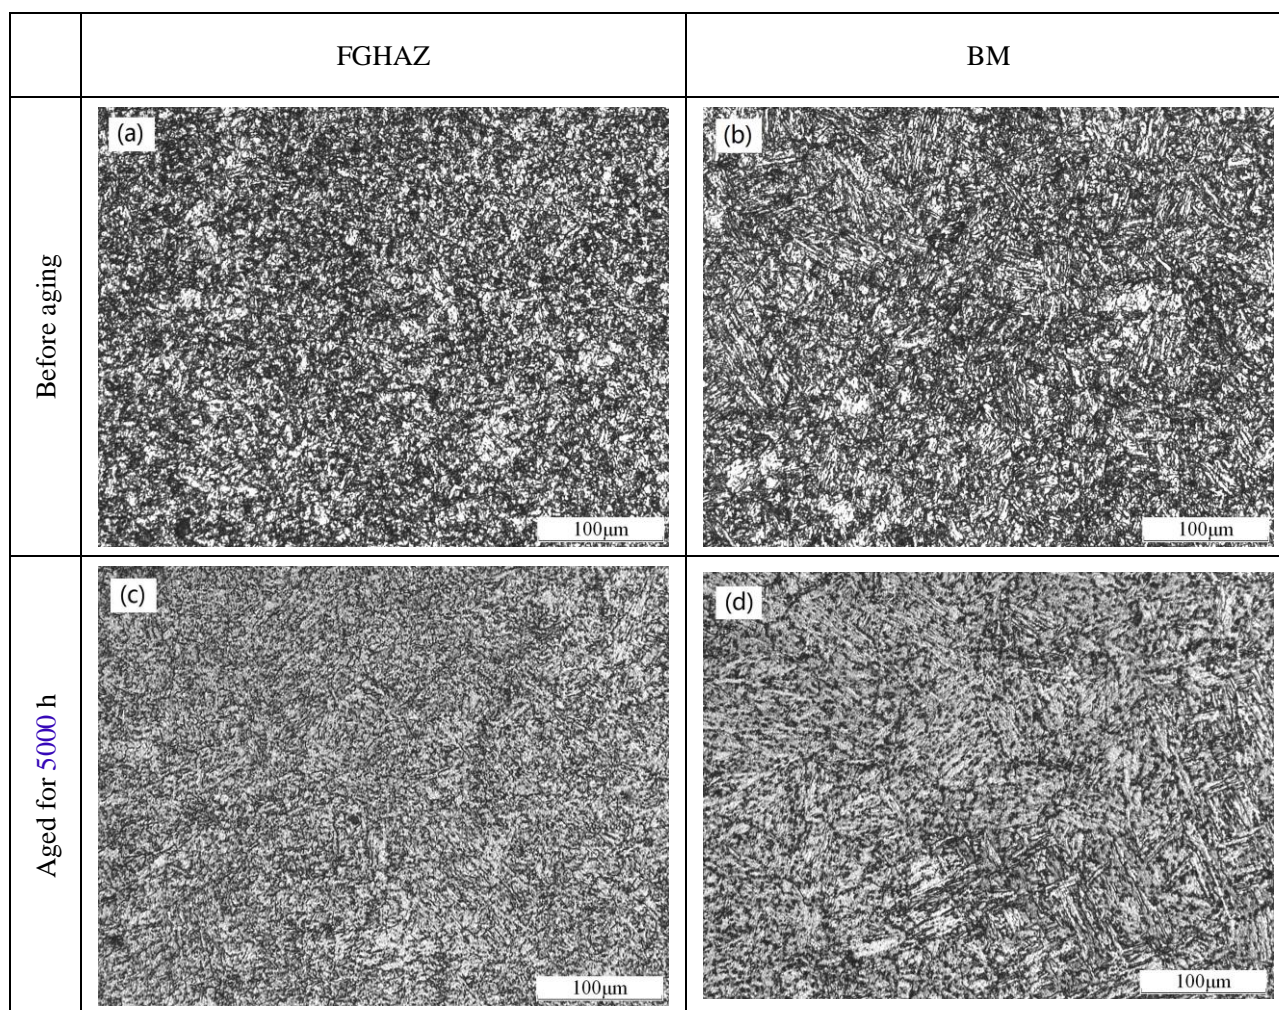 FGHAZ
BM
Before aging
(a)
100μm
(b)
100μm
Aged for 5000 h
(c)
100μm
(d)
100μm